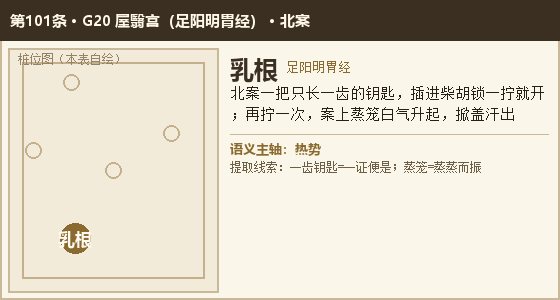 第101条·G20 屋翳宫（足阳明胃经）·北案
桩位图（本表自绘）
乳根
乳根 足阳明胃经
北案一把只长一齿的钥匙，插进柴胡锁一拧就开
；再拧一次，案上蒸笼白气升起，掀盖汗出
语义主轴：热势
提取线索：一齿钥匙=一证便是；蒸笼=蒸蒸而振